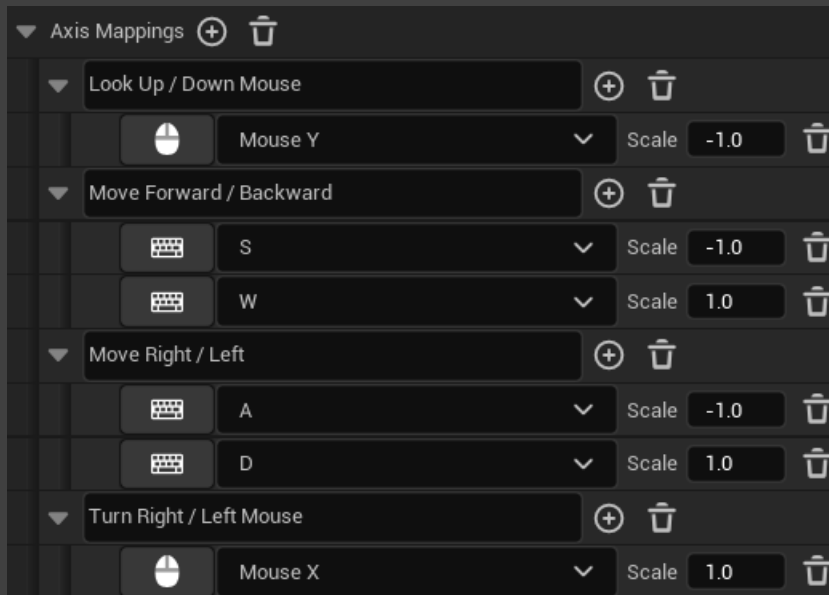 Axis Mappings
Look Up / Down Mouse
Mouse Y Scale -1.0
Move Forward / Backward
S Scale -1.0
W Scale 1.0
Move Right / Left
A Scale -1.0
D Scale 1.0
Turn Right / Left Mouse
Mouse X Scale 1.0